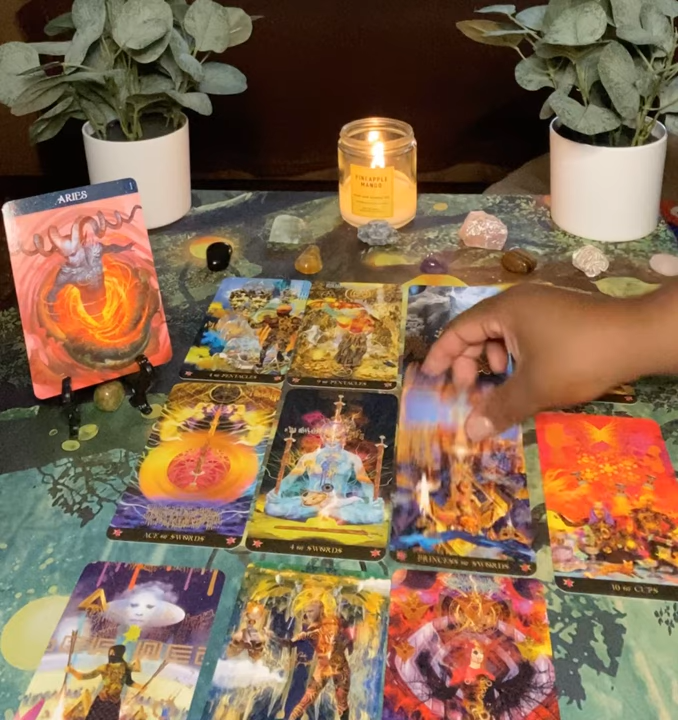 ARIES
1
PINEAPPLE
MANGO
4 OF PENTACLES
9 OF PENTACLES
ACE OF SWORDS
4 OF SWORDS
PRINCESS OF SWORDS
10 OF CUPS